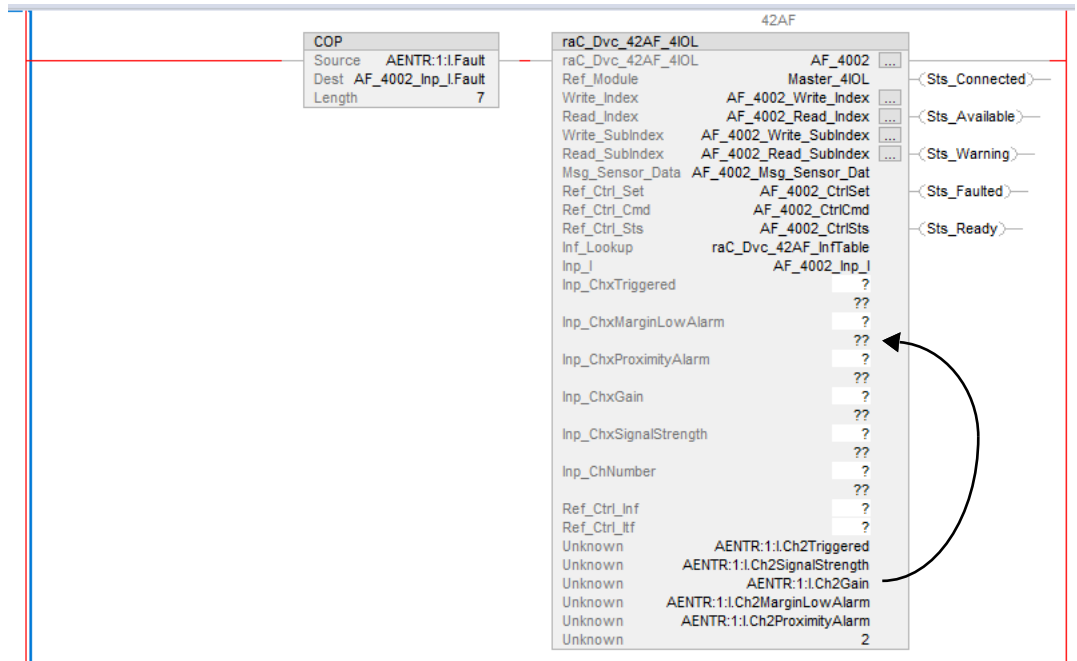 42AF
COP
Source AENTR:1:I.Fault
Dest AF_4002_Inp_I.Fault
Length 7
raC_Dvc_42AF_4IOL
raC_Dvc_42AF_4IOL AF_4002 ...
Ref_Module Master_4IOL
Write_Index AF_4002_Write_Index ...
Read_Index AF_4002_Read_Index ...
Write_SubIndex AF_4002_Write_SubIndex ...
Read_SubIndex AF_4002_Read_SubIndex ...
Msg_Sensor_Data AF_4002_Msg_Sensor_Dat
Ref_Ctrl_Set AF_4002_CtrlSet
Ref_Ctrl_Cmd AF_4002_CtrlCmd
Ref_Ctrl_Sts AF_4002_CtrlSts
Inf_Lookup raC_Dvc_42AF_InfTable
Inp_I AF_4002_Inp_I
Inp_ChxTriggered ?
??
Inp_ChxMarginLowAlarm ?
??
Inp_ChxProximityAlarm ?
??
Inp_ChxGain ?
??
Inp_ChxSignalStrength ?
??
Inp_ChNumber ?
??
Ref_Ctrl_Inf ?
Ref_Ctrl_Itf ?
Unknown AENTR:1:I.Ch2Triggered
Unknown AENTR:1:I.Ch2SignalStrength
Unknown AENTR:1:I.Ch2Gain
Unknown AENTR:1:I.Ch2MarginLowAlarm
Unknown AENTR:1:I.Ch2ProximityAlarm
Unknown 2
Sts_Connected
Sts_Available
Sts_Warning
Sts_Faulted
Sts_Ready